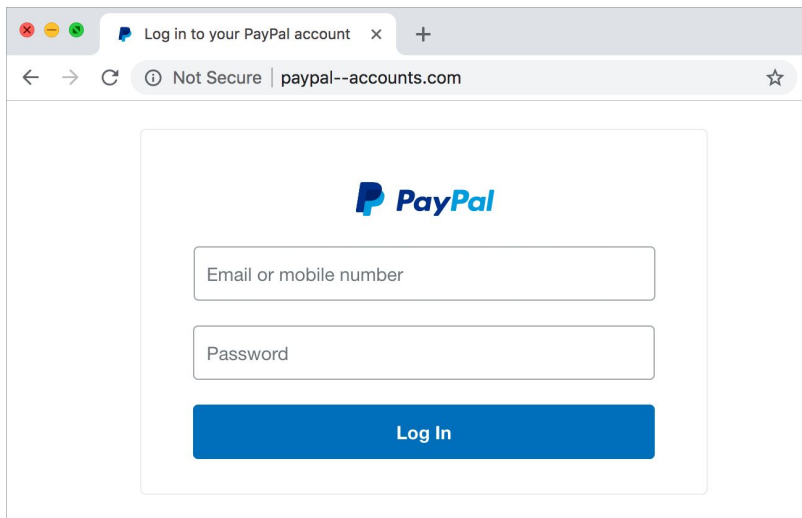 Log in to your PayPal account
Not Secure | paypal--accounts.com
PayPal
Email or mobile number
Password
Log In